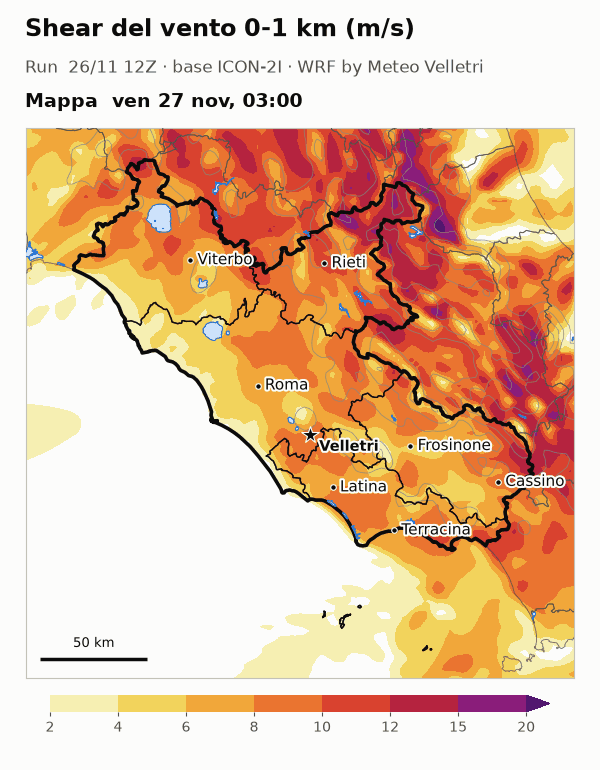 Shear del vento 0-1 km (m/s)
Run  26/11 12Z · base ICON-2I · WRF by Meteo Velletri
Mappa  ven 27 nov, 03:00
Viterbo
Rieti
Roma
Velletri
Frosinone
Latina
Cassino
Terracina
50 km
2 4 6 8 10 12 15 20